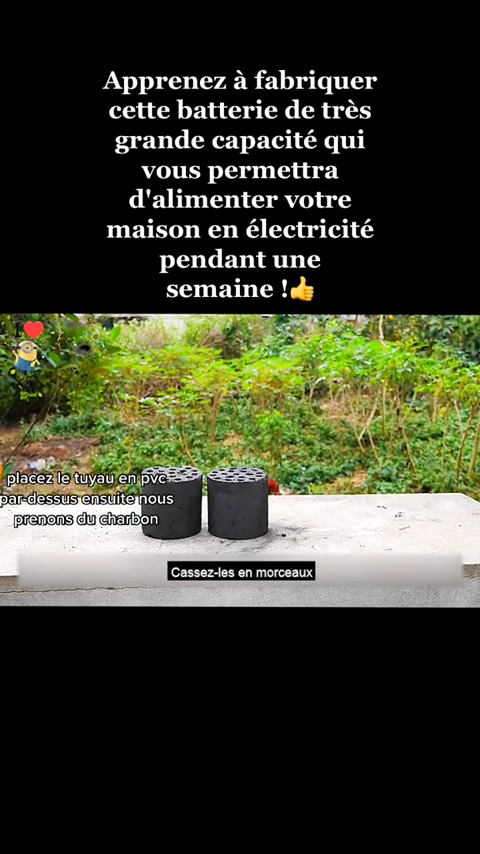 Apprenez à fabriquer
cette batterie de très
grande capacité qui
vous permettra
d'alimenter votre
maison en électricité
pendant une
semaine !👍
placez le tuyau en pvc
par-dessus ensuite nous
prenons du charbon
Cassez-les en morceaux